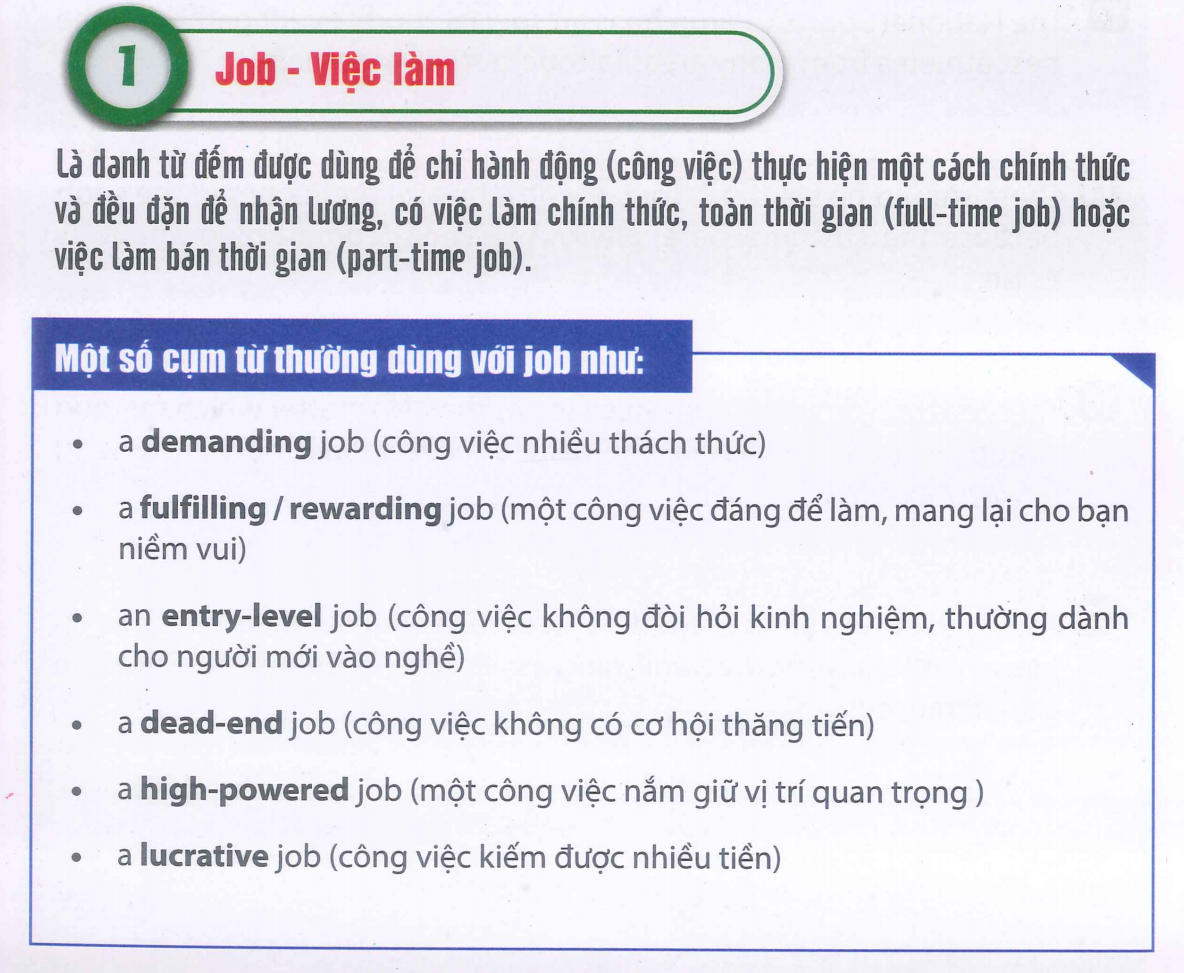 1
Job - Việc làm
Là danh từ đếm được dùng để chỉ hành động (công việc) thực hiện một cách chính thức
và đều đặn để nhận lương, có việc làm chính thức, toàn thời gian (full-time job) hoặc
việc làm bán thời gian (part-time job).
Một số cụm từ thường dùng với job như:
• a demanding job (công việc nhiều thách thức)
• a fulfilling / rewarding job (một công việc đáng để làm, mang lại cho bạn
niềm vui)
• an entry-level job (công việc không đòi hỏi kinh nghiệm, thường dành
cho người mới vào nghề)
• a dead-end job (công việc không có cơ hội thăng tiến)
• a high-powered job (một công việc nắm giữ vị trí quan trọng )
• a lucrative job (công việc kiếm được nhiều tiền)